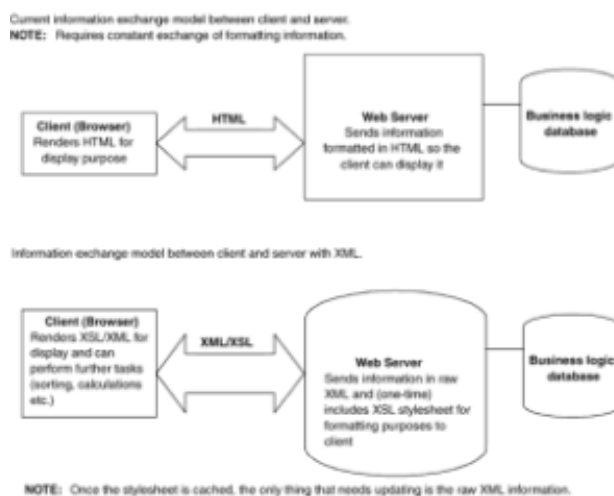 Current information exchange model between client and server.
NOTE: Requires constant exchange of formatting information.
Client (Browser)
Renders HTML for
display purpose
HTML
Web Server
Sends information
formatted in HTML so the
client can display it
Business logic
database
Information exchange model between client and server with XML.
Client (Browser)
Renders XSL/XML for
display and can
perform further tasks
(sorting, calculations
etc.)
XML/XSL
Web Server
Sends information in raw
XML and (one-time)
includes XSL stylesheet for
formatting purposes to
client
Business logic
database
NOTE: Once the stylesheet is cached, the only thing that needs updating is the raw XML information.